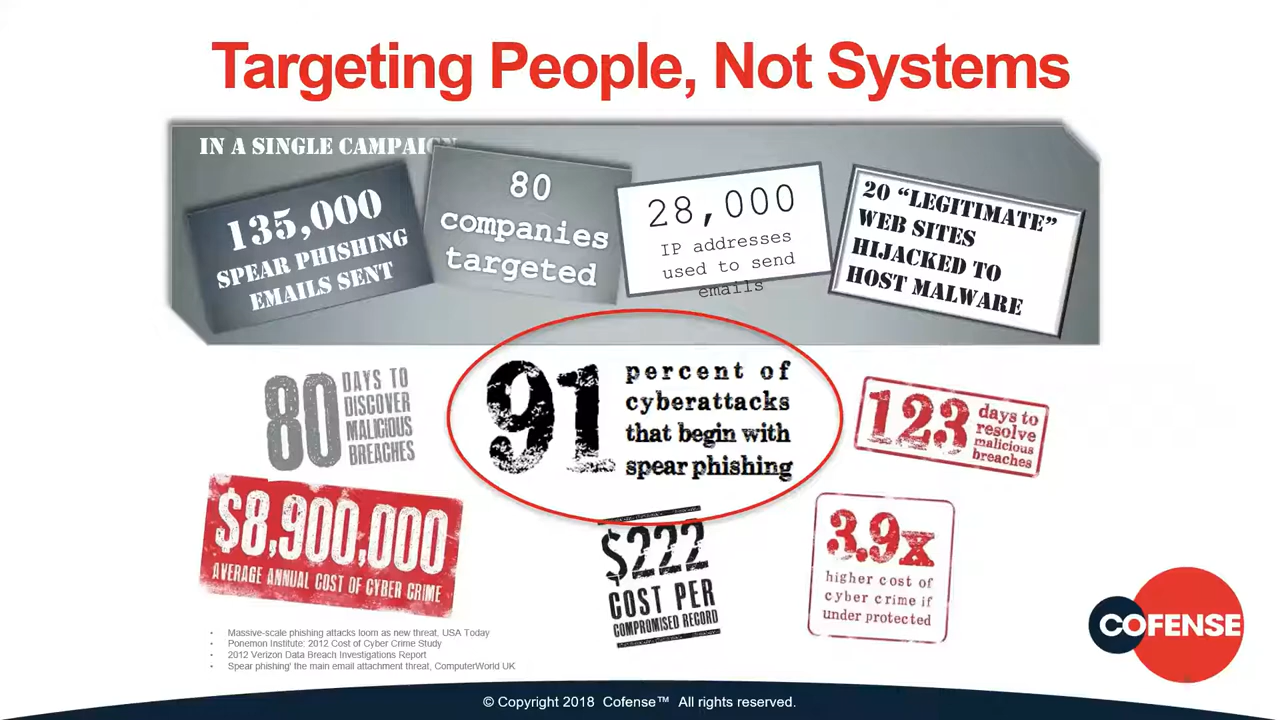 Targeting People, Not Systems
IN A SINGLE CAMPAIGN
135,000
SPEAR PHISHING
EMAILS SENT
80
companies
targeted
28,000
IP addresses
used to send
emails
20 “LEGITIMATE”
WEB SITES
HIJACKED TO
HOST MALWARE
80
DAYS TO
DISCOVER
MALICIOUS
BREACHES
91
percent of
cyberattacks
that begin with
spear phishing
123
days to
resolve
malicious
breaches
$8,900,000
AVERAGE ANNUAL COST OF CYBER CRIME
$222
COST PER
COMPROMISED RECORD
3.9x
higher cost of
cyber crime if
under protected
• Massive-scale phishing attacks loom as new threat, USA Today
• Ponemon Institute: 2012 Cost of Cyber Crime Study
• 2012 Verizon Data Breach Investigations Report
• Spear phishing' the main email attachment threat, ComputerWorld UK
COFENSE
© Copyright 2018 Cofense™ All rights reserved.